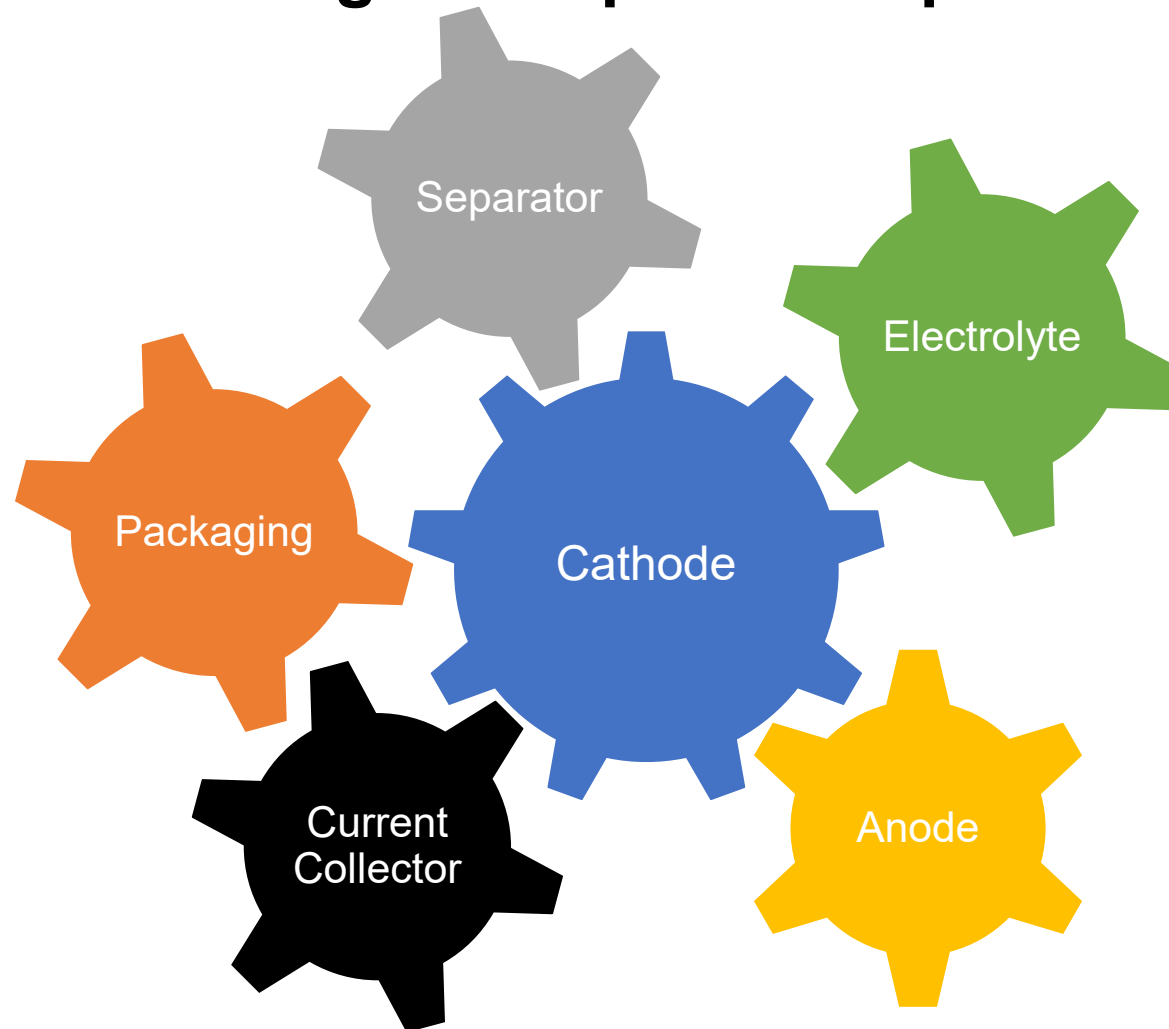 Separator
Electrolyte
Packaging
Cathode
Current
Collector
Anode